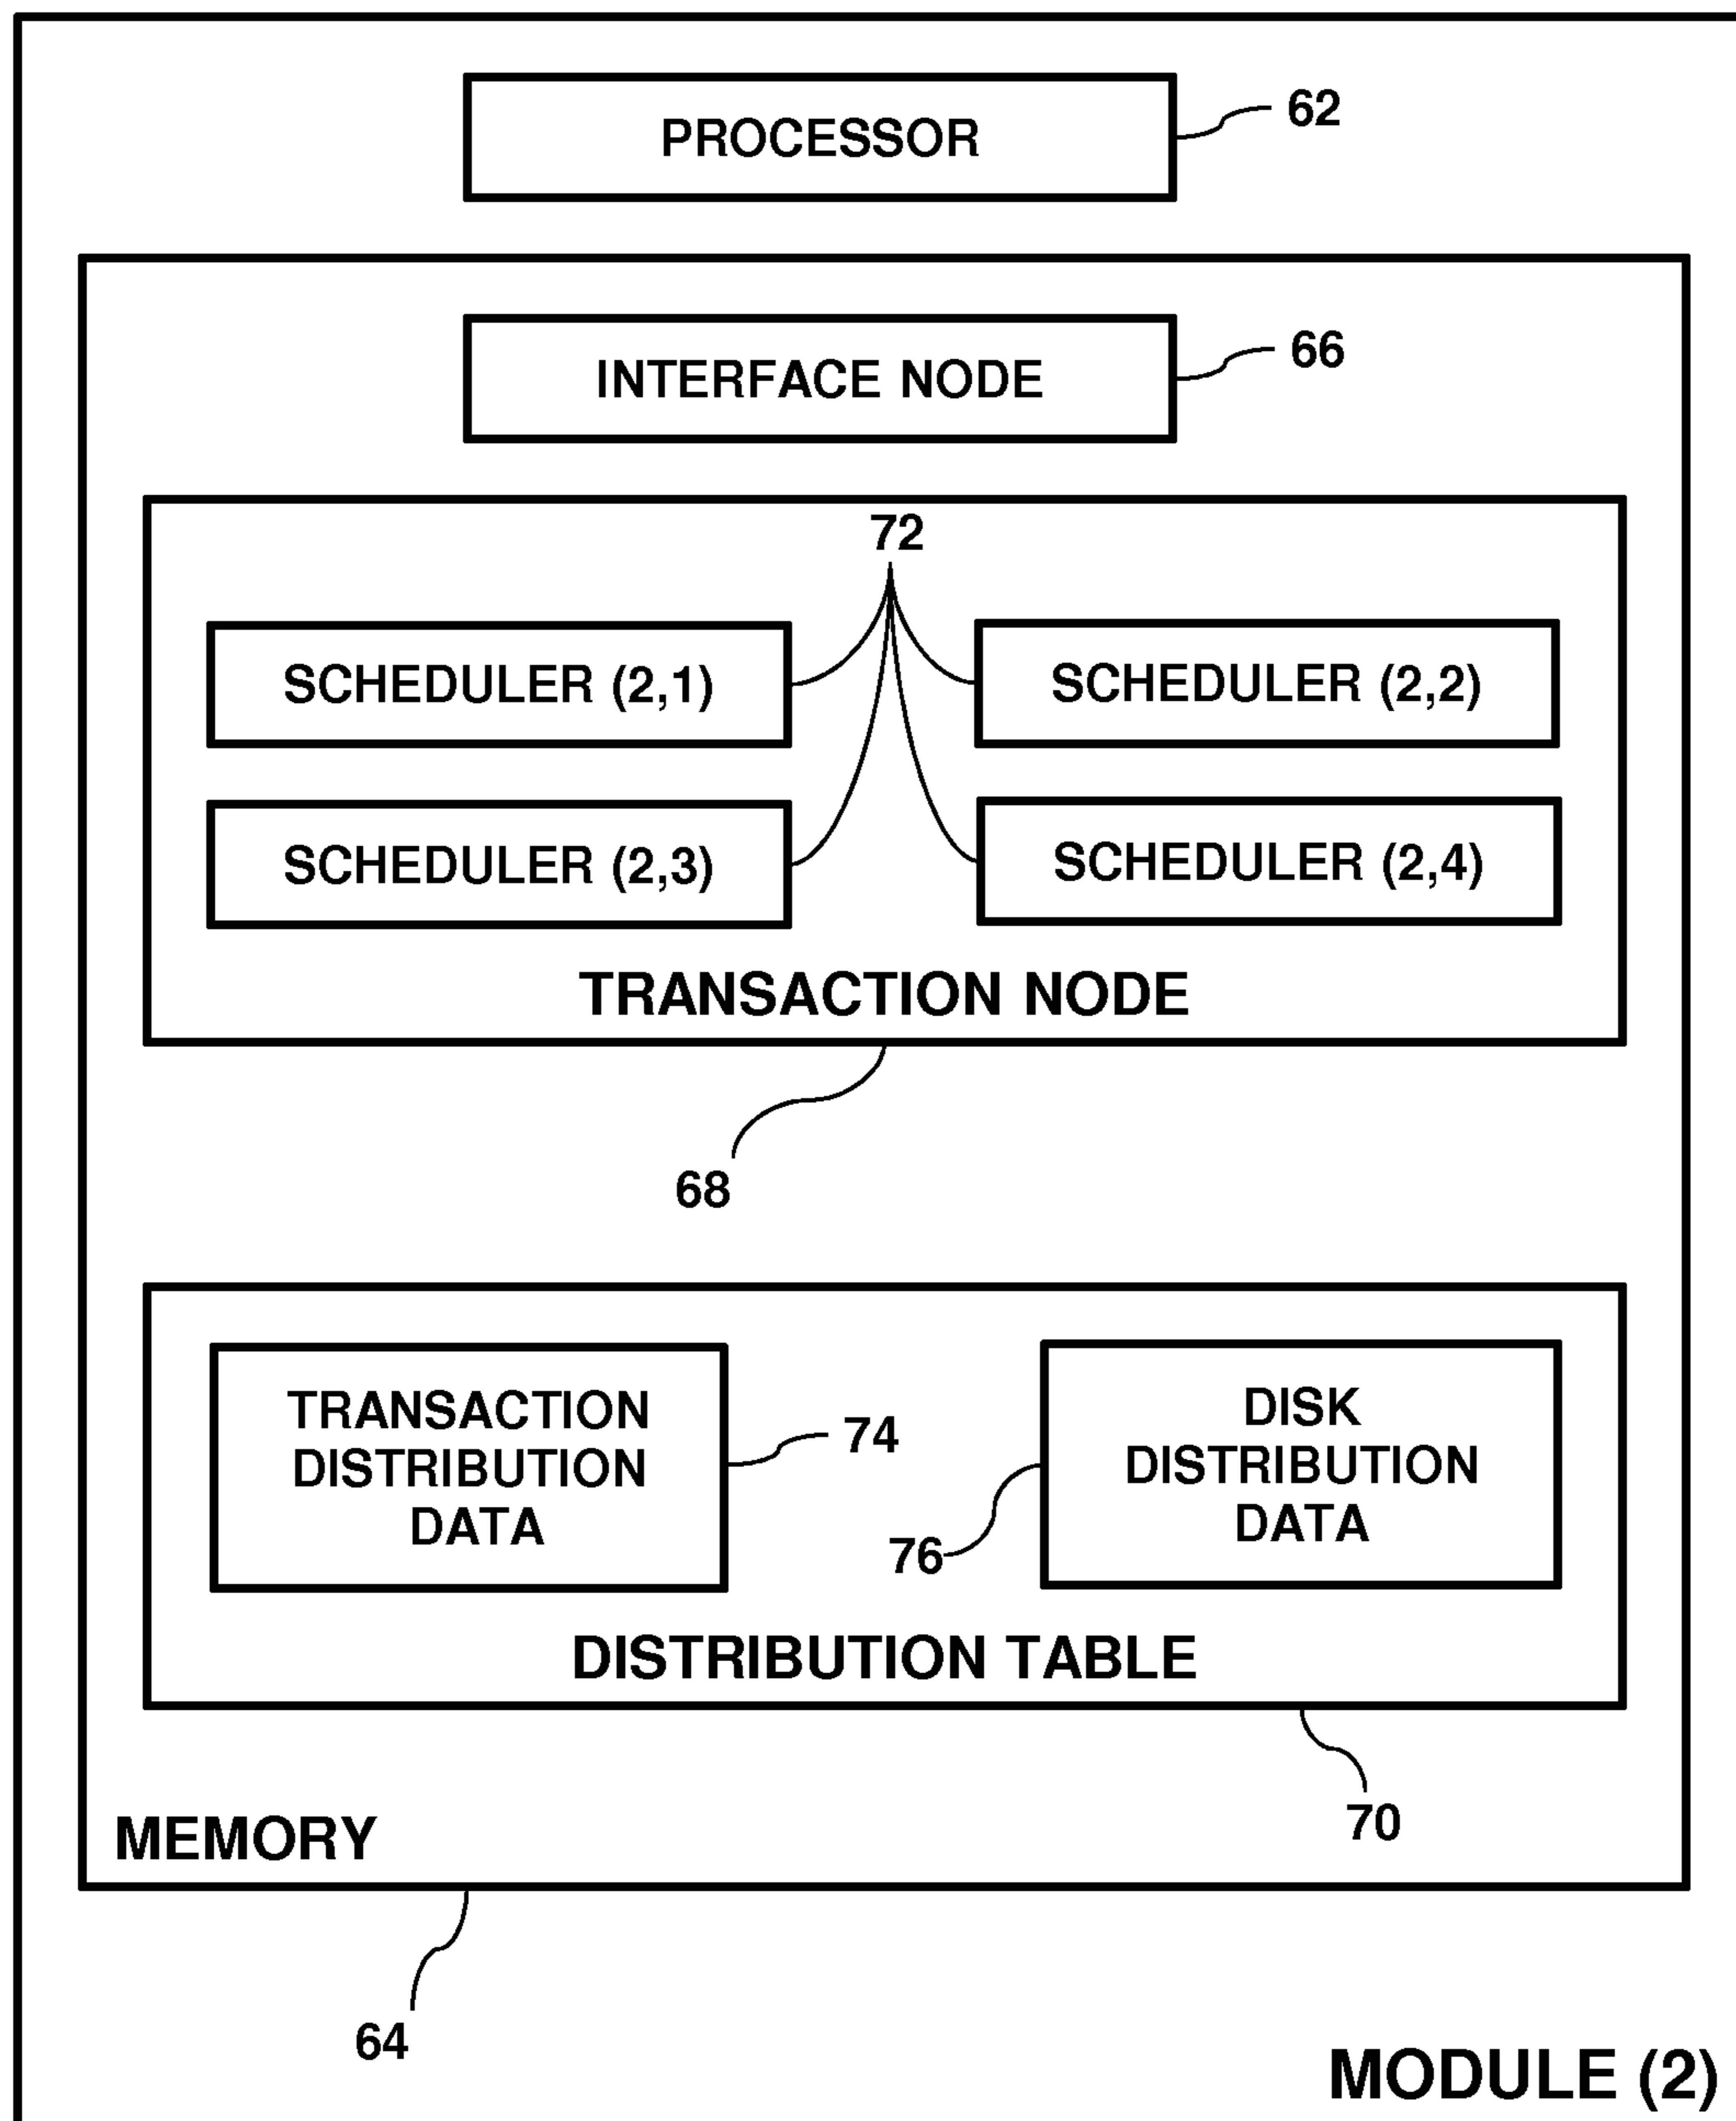 PROCESSOR
62
INTERFACE NODE
66
72
SCHEDULER (2,1)
SCHEDULER (2,2)
SCHEDULER (2,3)
SCHEDULER (2,4)
TRANSACTION NODE
68
TRANSACTION
DISTRIBUTION
DATA
74
DISK
DISTRIBUTION
DATA
76
DISTRIBUTION TABLE
70
MEMORY
64
MODULE (2)